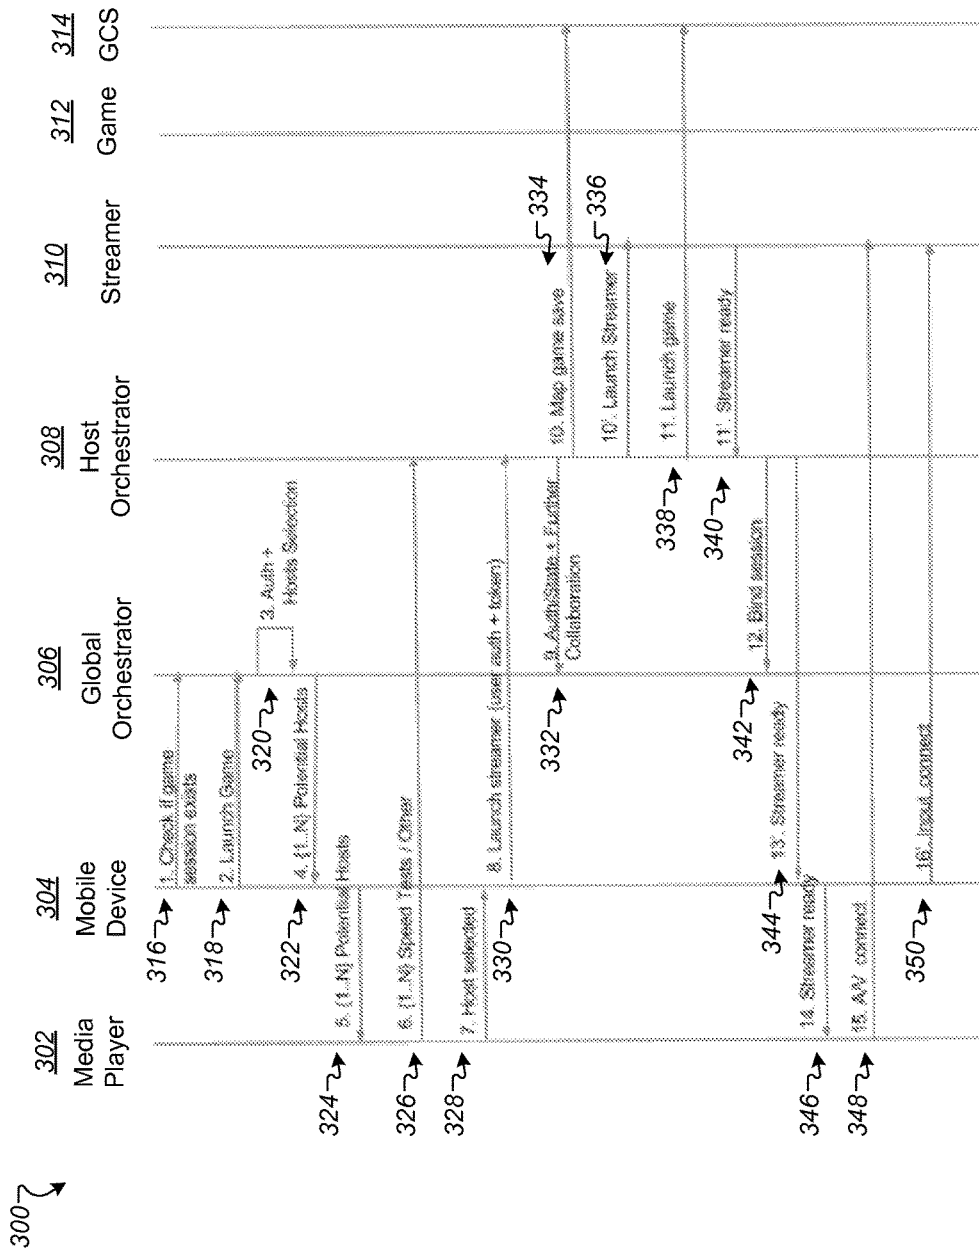 300
302
Media
Player
304
Mobile
Device
306
Global
Orchestrator
308
Host
Orchestrator
310
Streamer
312
Game
314
GCS
316
1. Check if game
session exists
318
2. Launch Game
320
3. Auth +
Hosts Selection
322
4. {1..N} Potential Hosts
324
5. {1..N} Potential Hosts
326
6. {1..N} Speed Tests / Other
328
7. Host selected
330
8. Launch streamer (user auth + token)
332
9. Auth/State + Further
Collaboration
334
10. Map game save
336
10'. Launch Streamer
338
11. Launch game
340
11'. Streamer ready
342
12. Bind session
344
13'. Streamer ready
346
14. Streamer ready
348
15. A/V connect
350
16'. Input connect